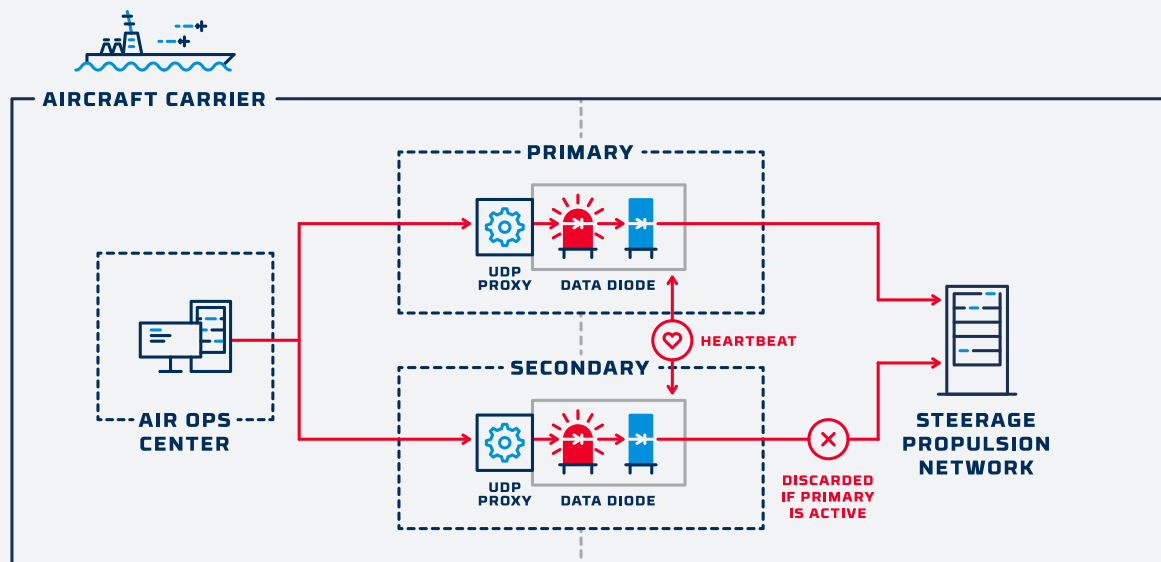 AIRCRAFT CARRIER
PRIMARY
UDP
PROXY
DATA DIODE
HEARTBEAT
SECONDARY
AIR OPS
CENTER
UDP
PROXY
DATA DIODE
DISCARDED
IF PRIMARY
IS ACTIVE
STEERAGE
PROPULSION
NETWORK